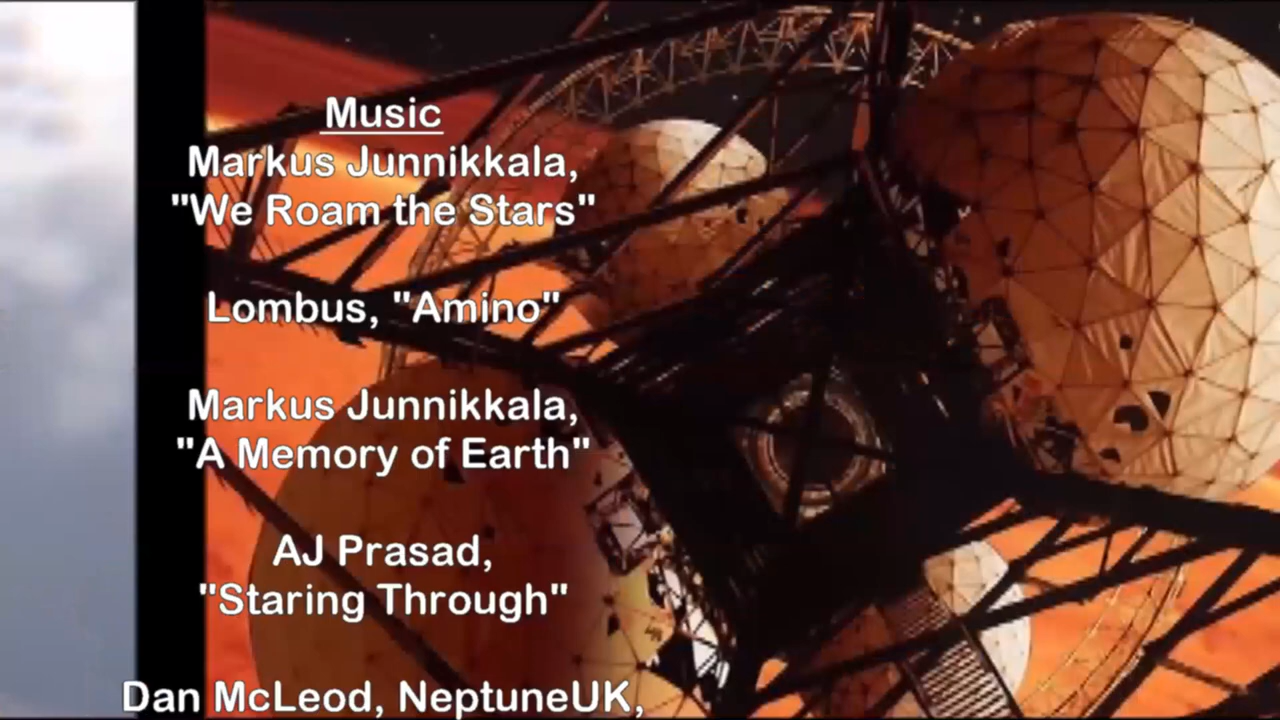 Music
Markus Junnikkala,
"We Roam the Stars"
Lombus, "Amino"
Markus Junnikkala,
"A Memory of Earth"
AJ Prasad,
"Staring Through"
Dan McLeod, NeptuneUK,